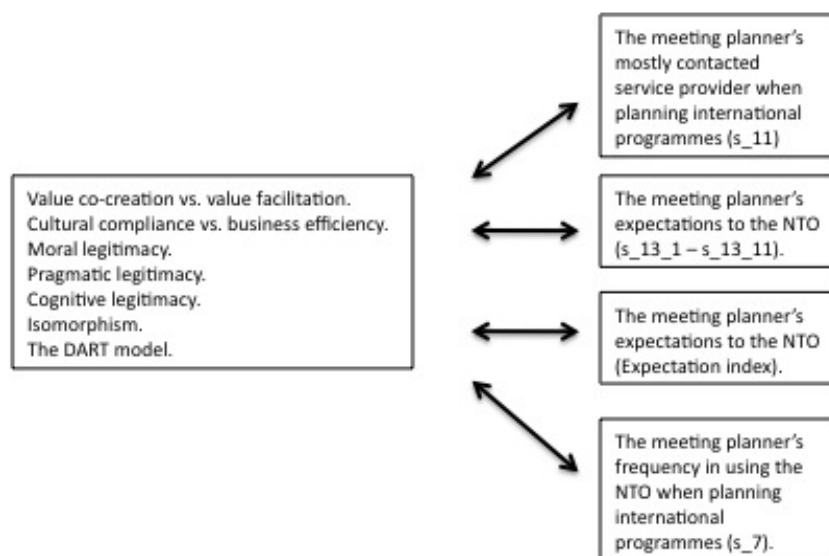 Value co-creation vs. value facilitation.
Cultural compliance vs. business efficiency.
Moral legitimacy.
Pragmatic legitimacy.
Cognitive legitimacy.
Isomorphism.
The DART model.
The meeting planner's
mostly contacted
service provider when
planning international
programmes (s_11)
The meeting planner's
expectations to the NTO
(s_13_1 – s_13_11).
The meeting planner's
expectations to the NTO
(Expectation index).
The meeting planner's
frequency in using the
NTO when planning
international
programmes (s_7).